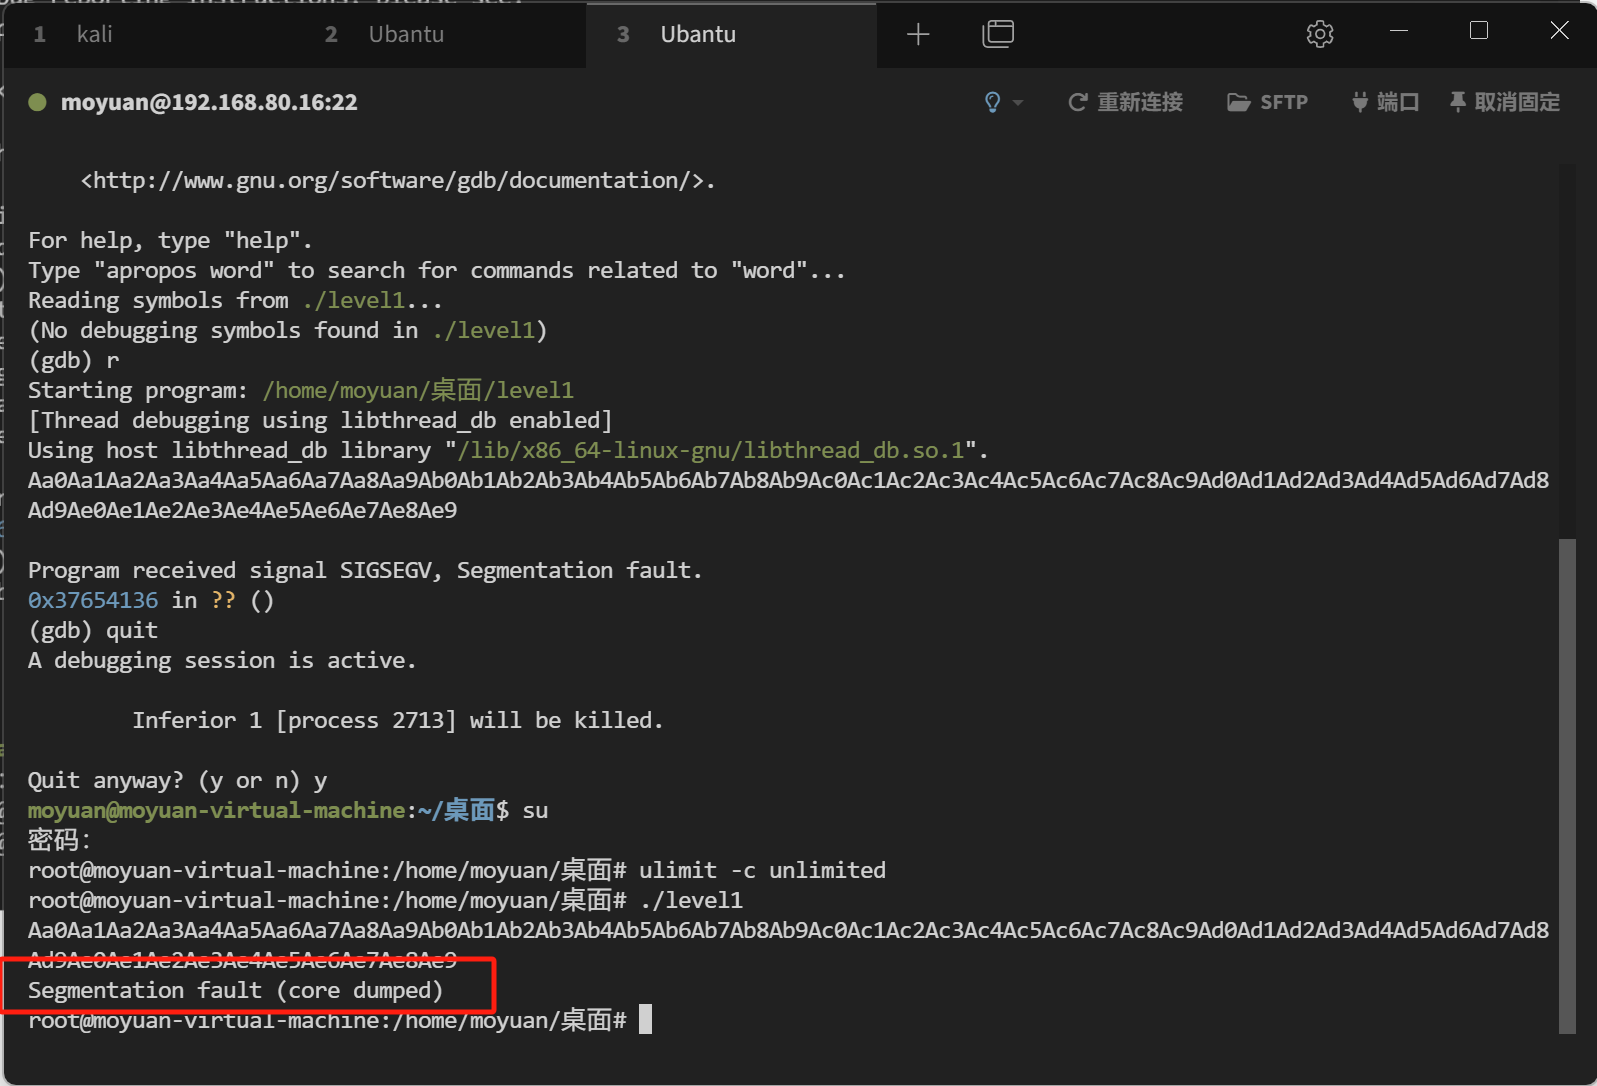 1 kali 2 Ubantu 3 Ubantu
moyuan@192.168.80.16:22 重新连接 SFTP 端口 取消固定
<http://www.gnu.org/software/gdb/documentation/>.
For help, type "help".
Type "apropos word" to search for commands related to "word"...
Reading symbols from ./level1...
(No debugging symbols found in ./level1)
(gdb) r
Starting program: /home/moyuan/桌面/level1
[Thread debugging using libthread_db enabled]
Using host libthread_db library "/lib/x86_64-linux-gnu/libthread_db.so.1".
Aa0Aa1Aa2Aa3Aa4Aa5Aa6Aa7Aa8Aa9Ab0Ab1Ab2Ab3Ab4Ab5Ab6Ab7Ab8Ab9Ac0Ac1Ac2Ac3Ac4Ac5Ac6Ac7Ac8Ac9Ad0Ad1Ad2Ad3Ad4Ad5Ad6Ad7Ad8
Ad9Ae0Ae1Ae2Ae3Ae4Ae5Ae6Ae7Ae8Ae9
Program received signal SIGSEGV, Segmentation fault.
0x37654136 in ?? ()
(gdb) quit
A debugging session is active.
Inferior 1 [process 2713] will be killed.
Quit anyway? (y or n) y
moyuan@moyuan-virtual-machine:~/桌面$ su
密码：
root@moyuan-virtual-machine:/home/moyuan/桌面# ulimit -c unlimited
root@moyuan-virtual-machine:/home/moyuan/桌面# ./level1
Aa0Aa1Aa2Aa3Aa4Aa5Aa6Aa7Aa8Aa9Ab0Ab1Ab2Ab3Ab4Ab5Ab6Ab7Ab8Ab9Ac0Ac1Ac2Ac3Ac4Ac5Ac6Ac7Ac8Ac9Ad0Ad1Ad2Ad3Ad4Ad5Ad6Ad7Ad8
Ad9Ae0Ae1Ae2Ae3Ae4Ae5Ae6Ae7Ae8Ae9
Segmentation fault (core dumped)
root@moyuan-virtual-machine:/home/moyuan/桌面#